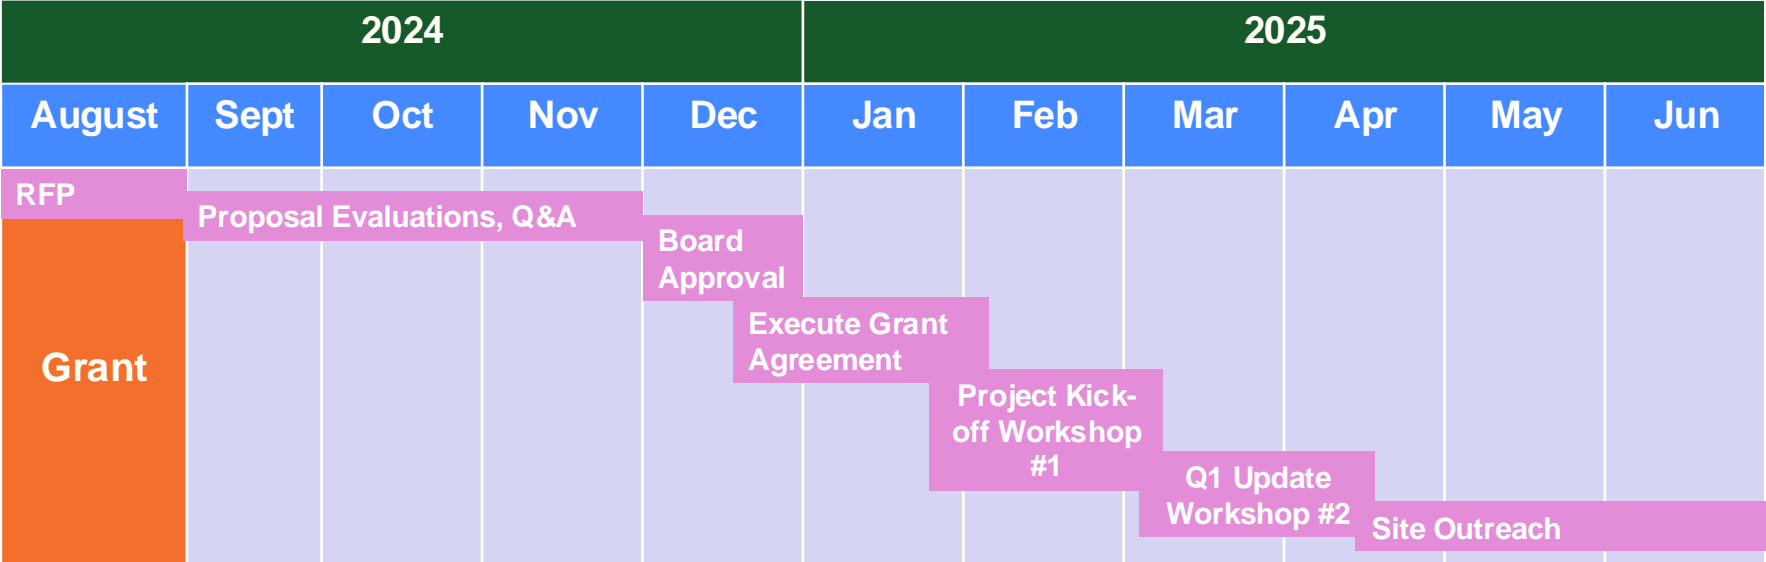 2024
2025
August
Sept
Oct
Nov
Dec
Jan
Feb
Mar
Apr
May
Jun
RFP
Proposal Evaluations, Q&A
Board
Approval
Execute Grant
Agreement
Grant
Project Kick-
off Workshop
#1
Q1 Update
Workshop #2
Site Outreach